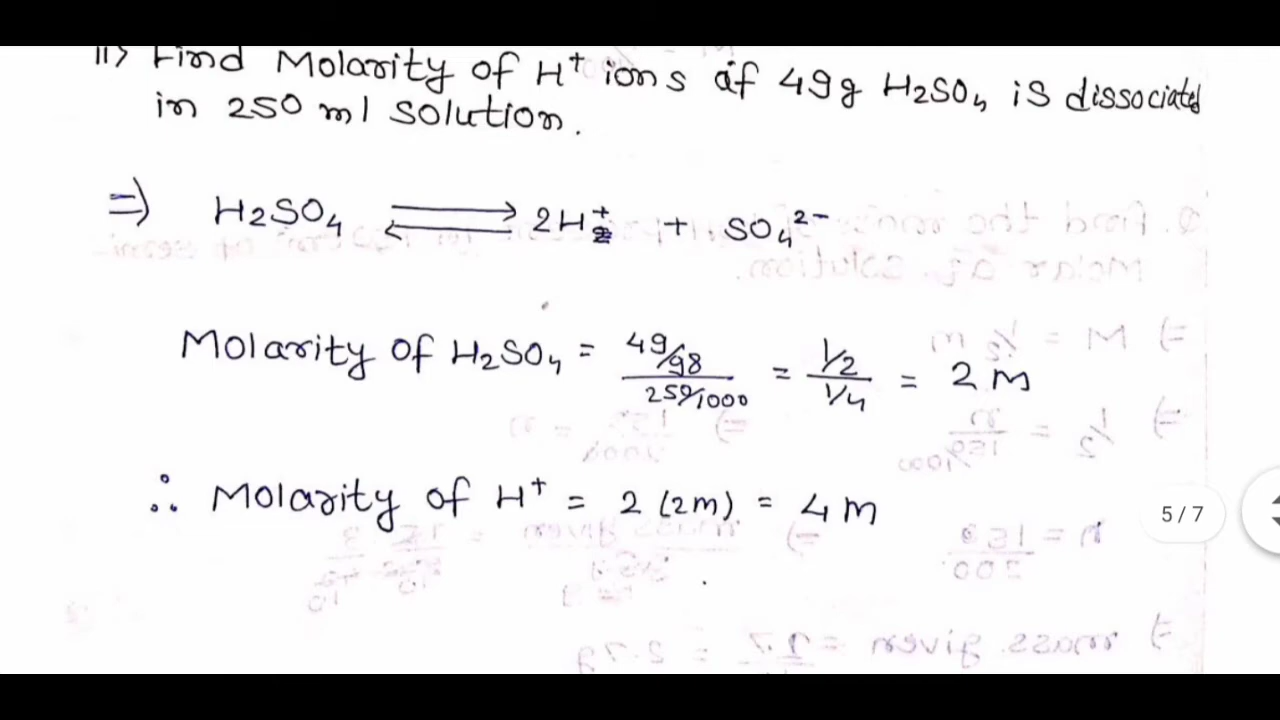 11> Find Molarity of H+ ions if 49g H2SO4 is dissociated
in 250 ml solution.
=> H2SO4 ⇌ 2H+ + SO4 2-
Molarity of H2SO4 = 49/98 / 250/1000 = 1/2 / 1/4 = 2 M
∴ Molarity of H+ = 2 (2m) = 4 M
5 / 7